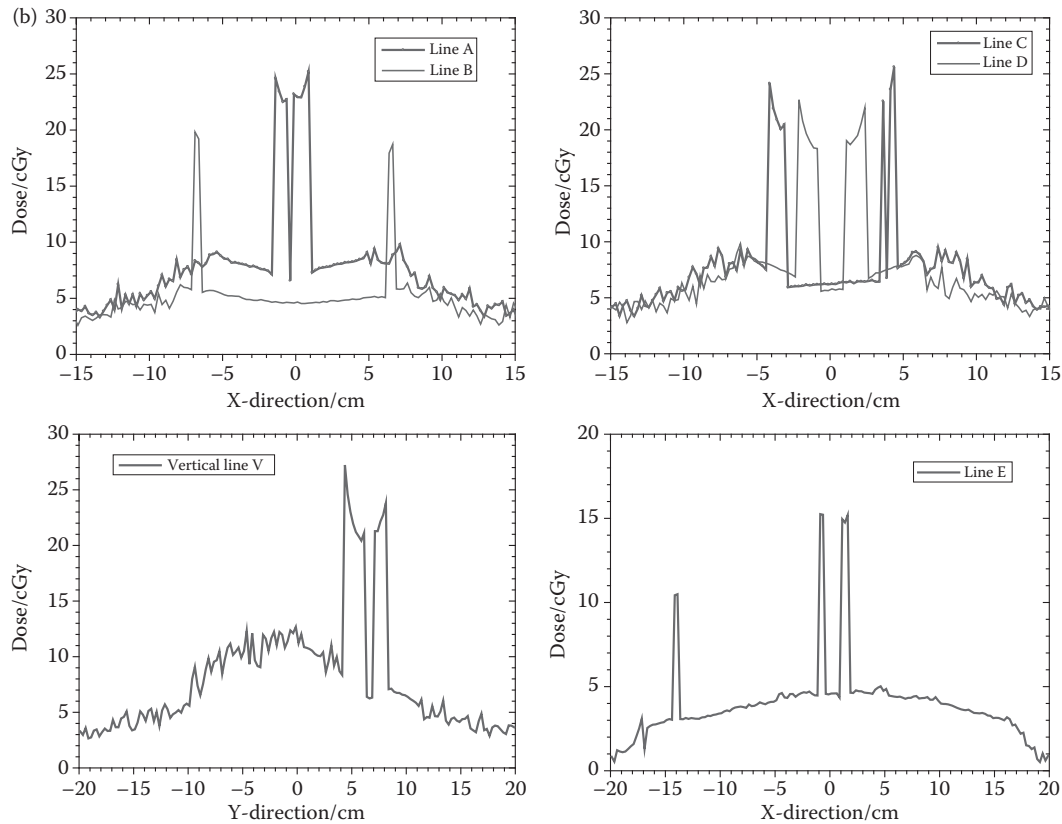 (b)
30
25
20
15
10
5
0
Dose/cGy
Line A
Line B
−15 −10 −5 0 5 10 15
X-direction/cm
30
25
20
15
10
5
0
Dose/cGy
Line C
Line D
−15 −10 −5 0 5 10 15
X-direction/cm
30
25
20
15
10
5
0
Dose/cGy
Vertical line V
−20 −15 −10 −5 0 5 10 15 20
Y-direction/cm
20
15
10
5
0
Dose/cGy
Line E
−20 −15 −10 −5 0 5 10 15 20
X-direction/cm